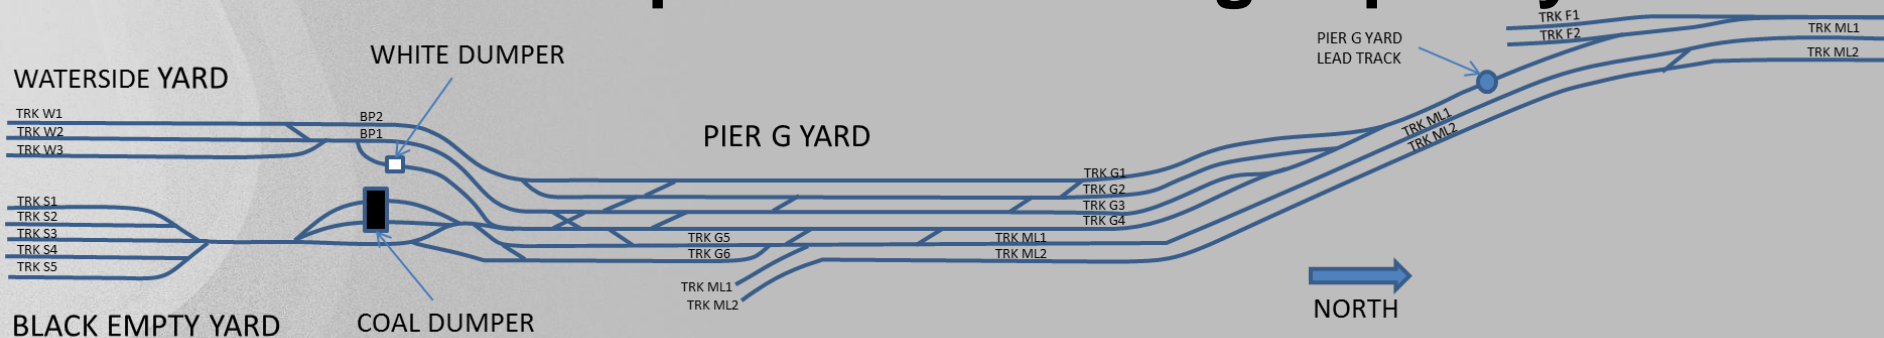 TRK F1
TRK F2
TRK ML1
TRK ML2
PIER G YARD
LEAD TRACK
WHITE DUMPER
WATERSIDE YARD
TRK W1
TRK W2
TRK W3
BP2
BP1
PIER G YARD
TRK ML1
TRK ML2
TRK G1
TRK G2
TRK G3
TRK G4
TRK S1
TRK S2
TRK S3
TRK S4
TRK S5
TRK G5
TRK G6
TRK ML1
TRK ML2
TRK ML1
TRK ML2
NORTH
BLACK EMPTY YARD
COAL DUMPER